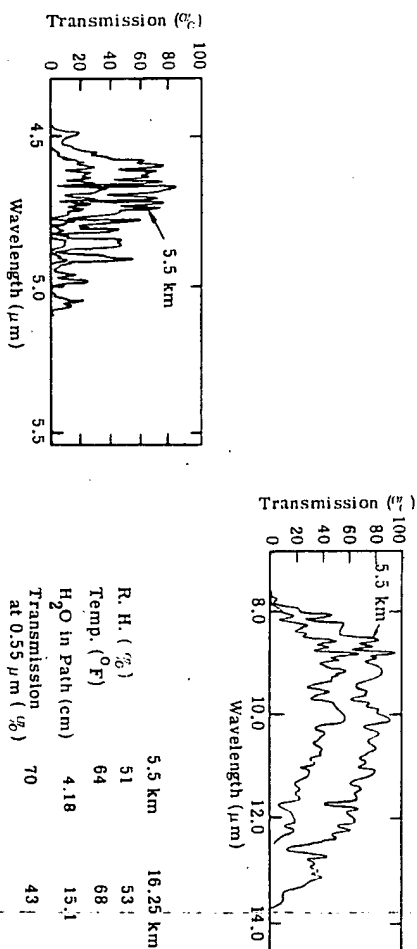 Transmission (%)
100
80
60
40
20
0
5.5 km
8.0
10.0
12.0
14.0
Wavelength (μm)
Transmission (%)
100
80
60
40
20
0
5.5 km
4.5
5.0
5.5
Wavelength (μm)
5.5 km 16.25 km
R. H. (%) 51 53
Temp. (°F) 64 68
H₂O in Path (cm) 4.18 15.1
Transmission
at 0.55 μm (%) 70 43